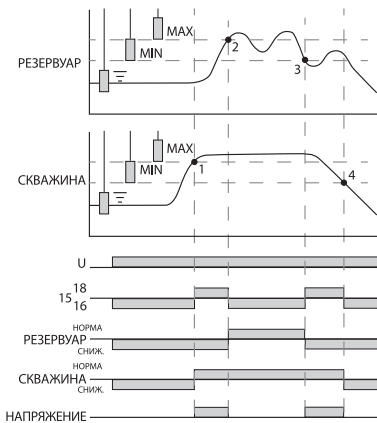 MAX
MIN
2
3
РЕЗЕРВУАР
MAX
MIN
1
4
СКВАЖИНА
U
15 18
16
НОРМА
РЕЗЕРВУАР
СНИЖ.
НОРМА
СКВАЖИНА
СНИЖ.
НАПРЯЖЕНИЕ